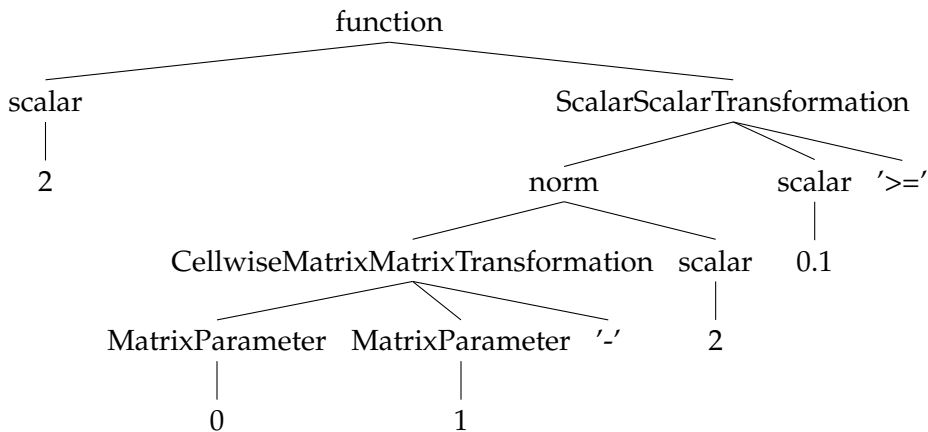 function
scalar ScalarScalarTransformation
2 norm scalar ’>=’
CellwiseMatrixMatrixTransformation scalar 0.1
MatrixParameter MatrixParameter ’-’ 2
0 1